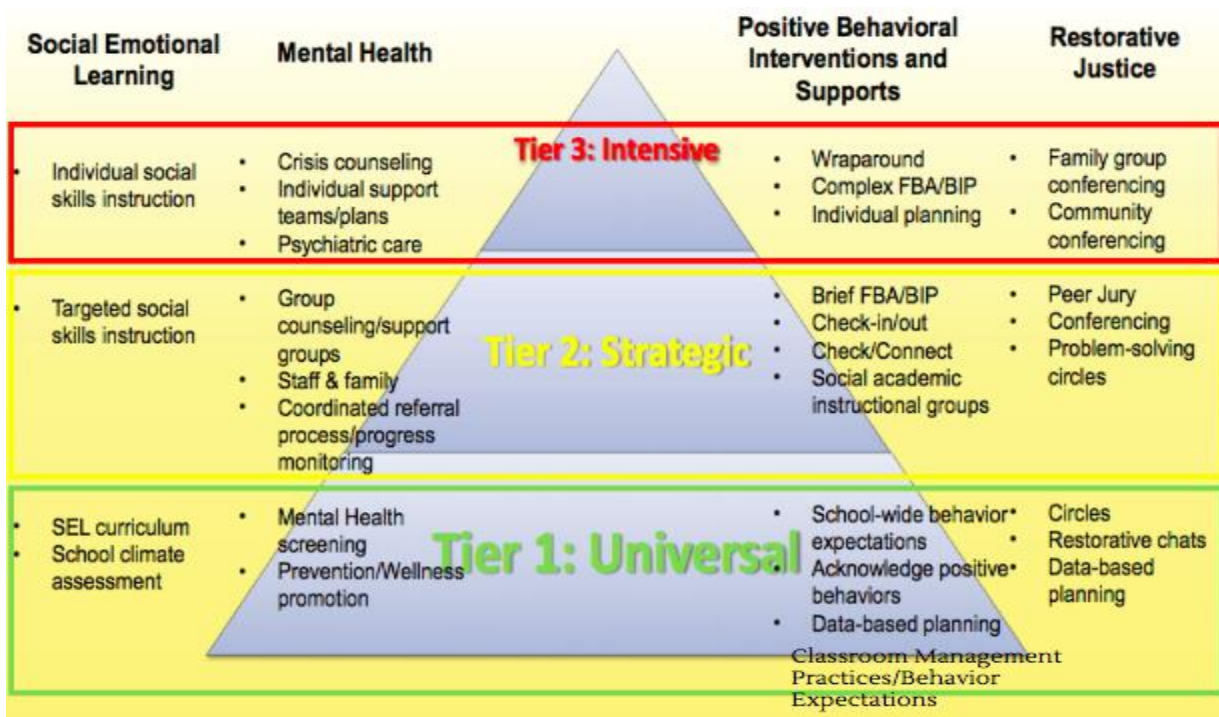 Social Emotional
Learning
Mental Health
Positive Behavioral
Interventions and
Supports
Restorative
Justice
Tier 3: Intensive
• Individual social
skills instruction
• Crisis counseling
• Individual support
teams/plans
• Psychiatric care
• Wraparound
• Complex FBA/BIP
• Individual planning
• Family group
conferencing
• Community
conferencing
Tier 2: Strategic
• Targeted social
skills instruction
• Group
counseling/support
groups
• Staff & family
• Coordinated referral
process/progress
monitoring
• Brief FBA/BIP
• Check-in/out
• Check/Connect
• Social academic
instructional groups
• Peer Jury
• Conferencing
• Problem-solving
circles
Tier 1: Universal
• SEL curriculum
• School climate
assessment
• Mental Health
screening
• Prevention/Wellness
promotion
• School-wide behavior
expectations
• Acknowledge positive
behaviors
• Data-based planning
Classroom Management
Practices/Behavior
Expectations
• Circles
• Restorative chats
• Data-based
planning